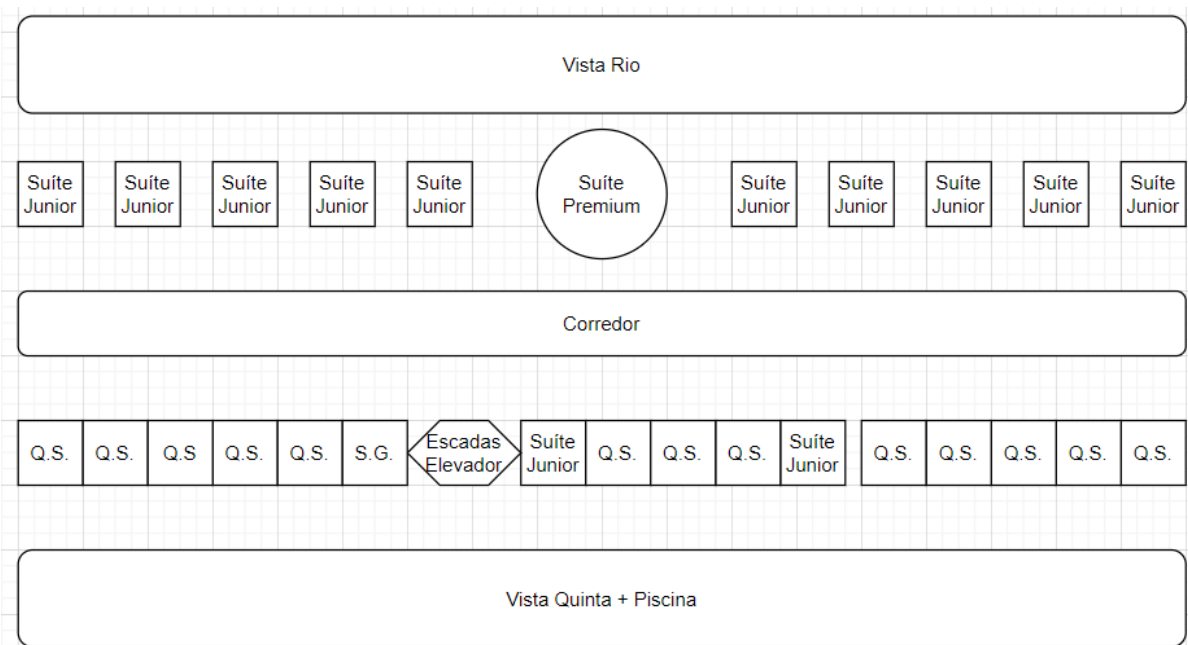 Vista Rio
Suíte
Junior
Suíte
Junior
Suíte
Junior
Suíte
Junior
Suíte
Junior
Suíte
Premium
Suíte
Junior
Suíte
Junior
Suíte
Junior
Suíte
Junior
Suíte
Junior
Corredor
Q.S.
Q.S.
Q.S
Q.S.
Q.S.
S.G.
Escadas
Elevador
Suíte
Junior
Q.S.
Q.S.
Q.S.
Suíte
Junior
Q.S.
Q.S.
Q.S.
Q.S.
Q.S.
Vista Quinta + Piscina